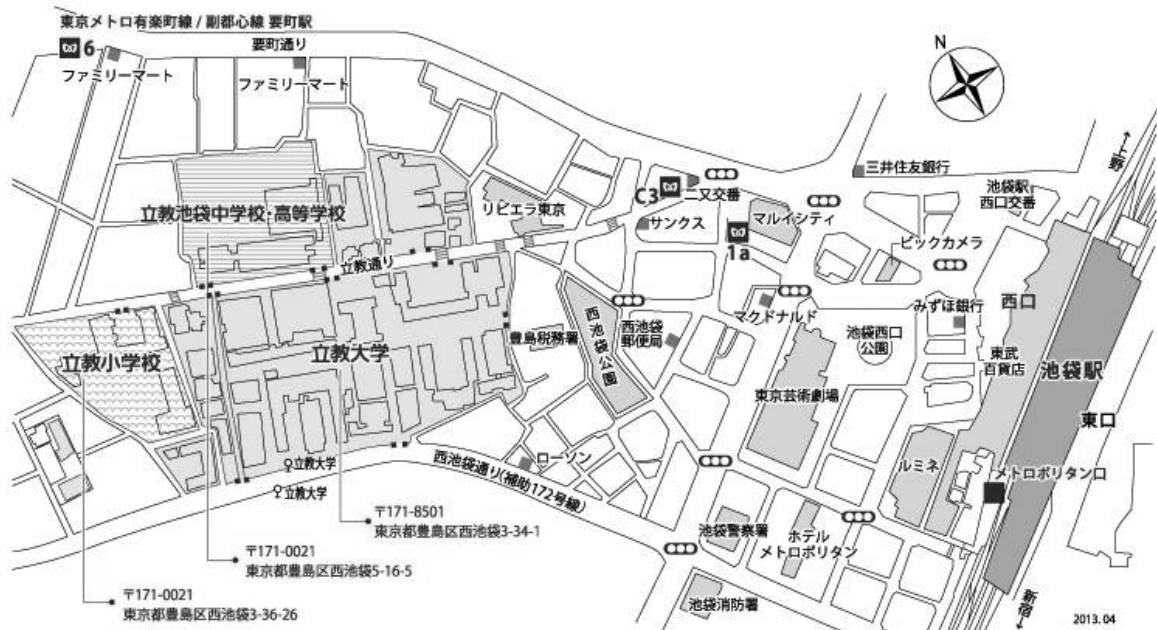 東京メトロ有楽町線 / 副都心線 要町駅
6
要町通り
ファミリーマート
ファミリーマート
N
↑上野
三井住友銀行
C3
二又交番
池袋駅
西口交番
立教池袋中学校・高等学校
リビエラ東京
サンクス
マルイシティ
1a
ビックカメラ
立教通り
西口
マクドナルド
みずほ銀行
立教小学校
立教大学
豊島税務署
西池袋公園
西池袋
郵便局
池袋西口
公園
東武
百貨店
池袋駅
東京芸術劇場
東口
ローソン
ルミネ
メトロポリタン口
立教大学
立教大学
西池袋通り(補助172号線)
〒171-8501
東京都豊島区西池袋3-34-1
池袋警察署
ホテル
メトロポリタン
〒171-0021
東京都豊島区西池袋5-16-5
〒171-0021
東京都豊島区西池袋3-36-26
池袋消防署
新宿↓
2013. 04